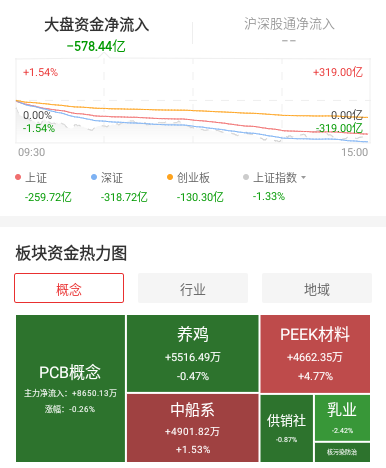 大盘资金净流入
沪深股通净流入
-578.44亿
--
+1.54%
+319.00亿
0.00%
0.00亿
-1.54%
-319.00亿
09:30
15:00
上证
深证
创业板
上证指数
-259.72亿
-318.72亿
-130.30亿
-1.33%
板块资金热力图
概念
行业
地域
PCB概念
主力净流入：+8650.13万
涨幅：-0.26%
养鸡
+5516.49万
-0.47%
PEEK材料
+4662.35万
+4.77%
中船系
+4901.82万
+1.53%
供销社
-0.87%
乳业
-2.42%
核污染防治